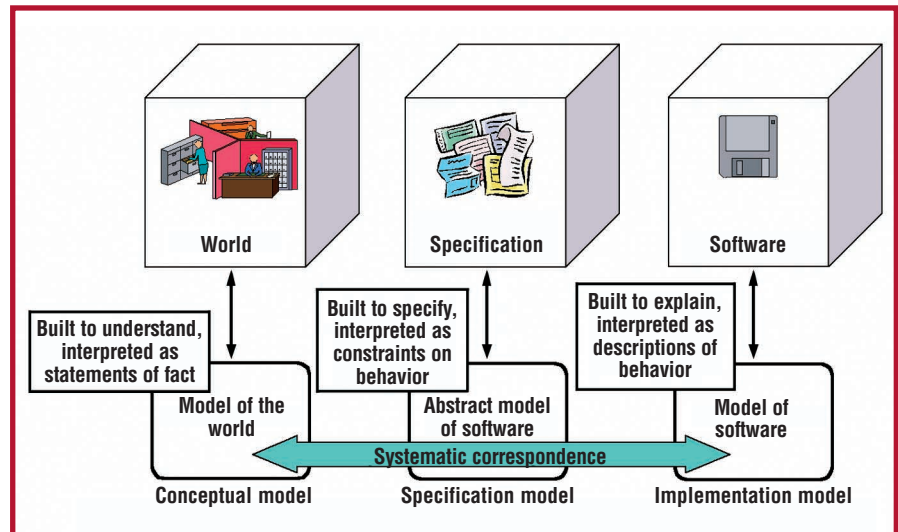 World
Specification
Software
Built to understand,
interpreted as
statements of fact
Built to specify,
interpreted as
constraints on
behavior
Built to explain,
interpreted as
descriptions of
behavior
Model of the
world
Abstract model
of software
Model of
software
Systematic correspondence
Conceptual model
Specification model
Implementation model